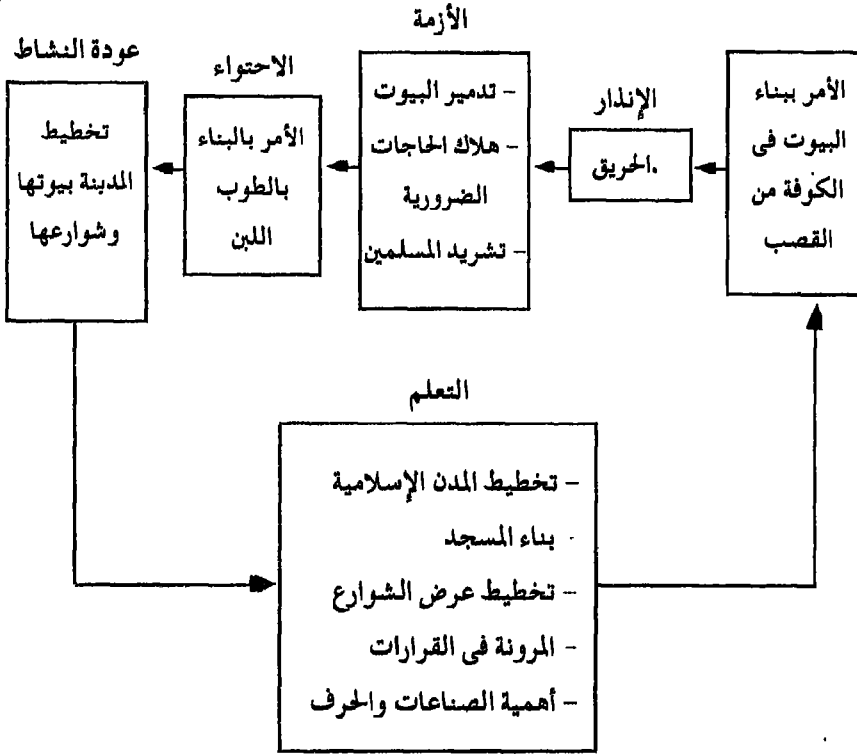 الأمر ببناء
البيوت فى
الكوفة من
القصب
الإنذار
الحريق.
الأزمة
- تدمير البيوت
- هلاك الحاجات
الضرورية
- تشريد المسلمين
الاحتواء
الأمر بالبناء
بالطوب
اللبن
عودة النشاط
تخطيط
المدينة بيوتها
وشوارعها
التعلم
- تخطيط المدن الإسلامية
بناء المسجد
- تخطيط عرض الشوارع
- المرونة فى القرارات
- أهمية الصناعات والحرف